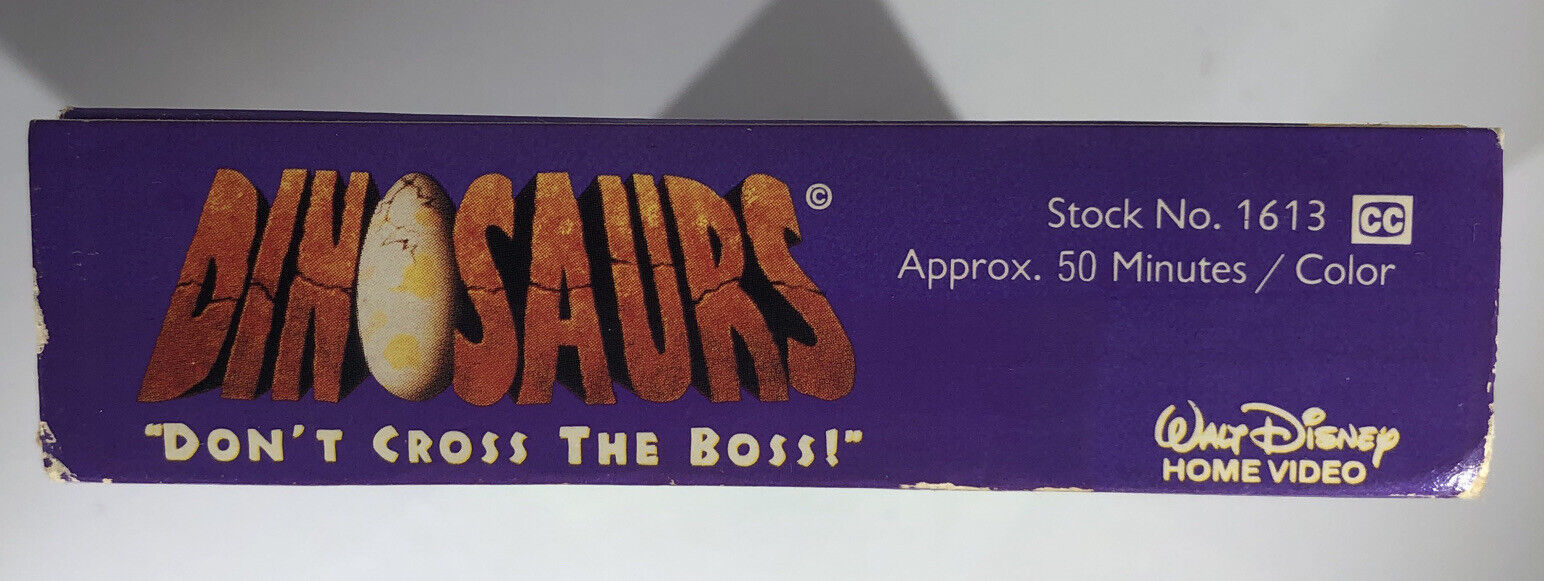 DINOSAURS ©
"DON'T CROSS THE BOSS!"
Stock No. 1613 CC
Approx. 50 Minutes / Color
WALT DISNEY
HOME VIDEO